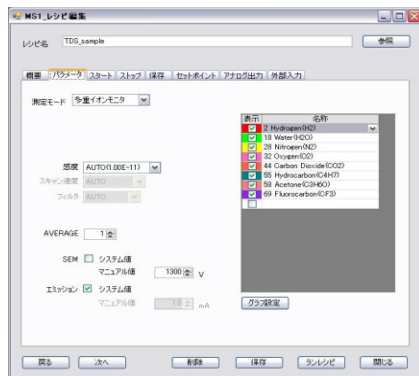 MS1_レシピ編集
レシピ名 TDS_sample 参照
概要 パラメータ スタート ストップ 保存 セットポイント アナログ出力 外部入力
測定モード 多重イオンモニタ
表示 名称
2 Hydrogen(H2)
18 Water(H2O)
28 Nitrogen(N2)
32 Oxygen(O2)
44 Carbon Dioxide(CO2)
55 Hydrocarbon(C4H7)
58 Acetone(C3H6O)
69 Fluorocarbon(CF3)
感度 AUTO(1.00E-11)
スキャン速度 AUTO
フィルタ AUTO
AVERAGE 1
SEM システム値
マニュアル値 1300 V
エミッション システム値
マニュアル値 1.0 mA
グラフ設定
戻る 次へ 削除 保存 ランレシピ 閉じる